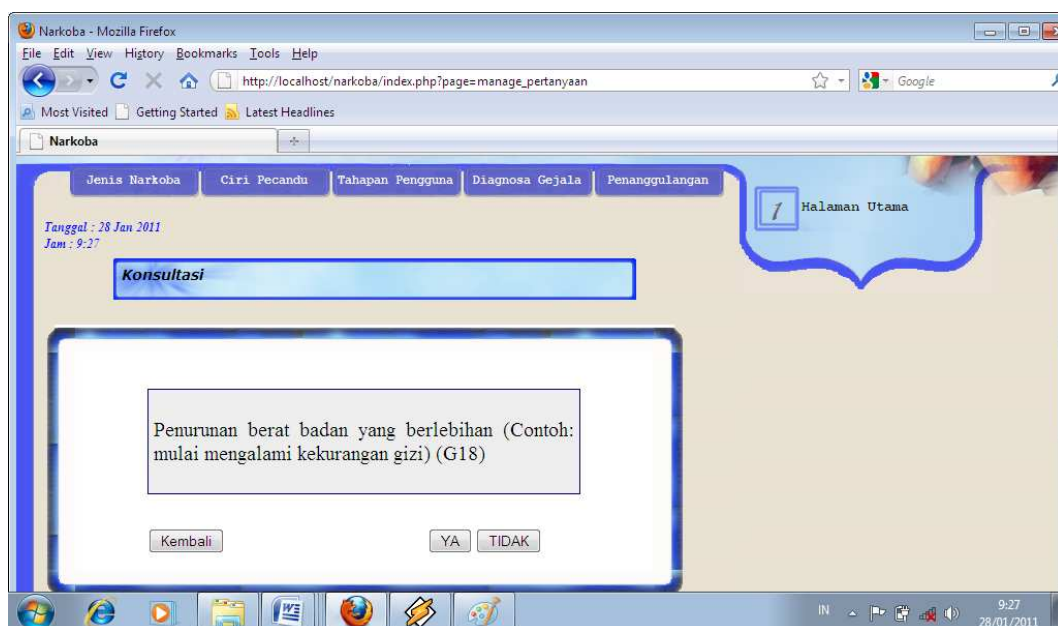 Narkoba - Mozilla Firefox
File Edit View History Bookmarks Tools Help
http://localhost/narkoba/index.php?page=manage_pertanyaan
Google
Most Visited Getting Started Latest Headlines
Narkoba
Jenis Narkoba Ciri Pecandu Tahapan Pengguna Diagnosa Gejala Penanggulangan
1 Halaman Utama
Tanggal : 28 Jan 2011
Jam : 9:27
Konsultasi
Penurunan berat badan yang berlebihan (Contoh:
mulai mengalami kekurangan gizi) (G18)
Kembali YA TIDAK
IN 9:27
28/01/2011